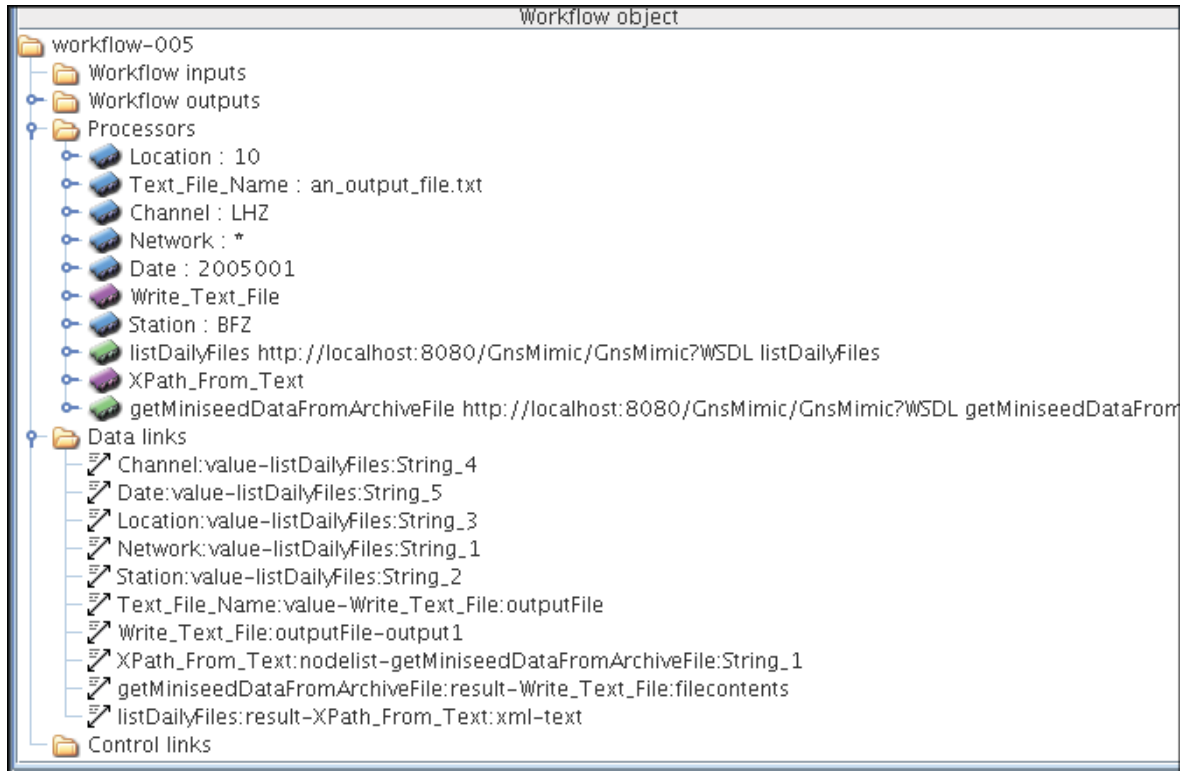 Workflow object
workflow-005
Workflow inputs
Workflow outputs
Processors
Location : 10
Text_File_Name : an_output_file.txt
Channel : LHZ
Network : *
Date : 2005001
Write_Text_File
Station : BFZ
listDailyFiles http://localhost:8080/GnsMimic/GnsMimic?WSDL listDailyFiles
XPath_From_Text
getMiniseedDataFromArchiveFile http://localhost:8080/GnsMimic/GnsMimic?WSDL getMiniseedDataFrom
Data links
Channel:value-listDailyFiles:String_4
Date:value-listDailyFiles:String_5
Location:value-listDailyFiles:String_3
Network:value-listDailyFiles:String_1
Station:value-listDailyFiles:String_2
Text_File_Name:value-Write_Text_File:outputFile
Write_Text_File:outputFile-output1
XPath_From_Text:nodelist-getMiniseedDataFromArchiveFile:String_1
getMiniseedDataFromArchiveFile:result-Write_Text_File:filecontents
listDailyFiles:result-XPath_From_Text:xml-text
Control links